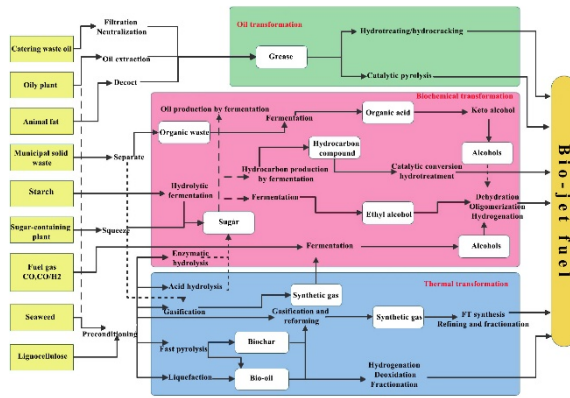 Catering waste oil
Oily plant
Animal fat
Municipal solid
waste
Starch
Sugar-containing
plant
Fuel gas
CO,CO/H2
Seaweed
Liguocellulose
Filtration
Neutralization
Oil extraction
Decoct
Separate
Hydrolytic
fermentation
Squeeze
Enzymatic
hydrolysis
Acid hydrolysis
Gasification
Preconditioning
Fast pyrolysis
Liquefaction
Oil transformation
Grease
Hydrotreating/hydrocracking
Catalytic pyrolysis
Biochemical transformation
Oil production by fermentation
Organic waste
Fermentation
Organic acid
Keto alcohol
Alcohols
Hydrocarbon
compound
Hydrocarbon production
by fermentation
Catalytic conversion
hydrotreatment
Fermentation
Ethyl alcohol
Dehydration
Oligomerization
Hydrogenation
Sugar
Fermentation
Alcohols
Thermal transformation
Synthetic gas
Gasification and
reforming
Synthetic gas
FT synthesis
Refining and fractionation
Biochar
Bio-oil
Hydrogenation
Deoxidation
Fractionation
Bio-jet fuel